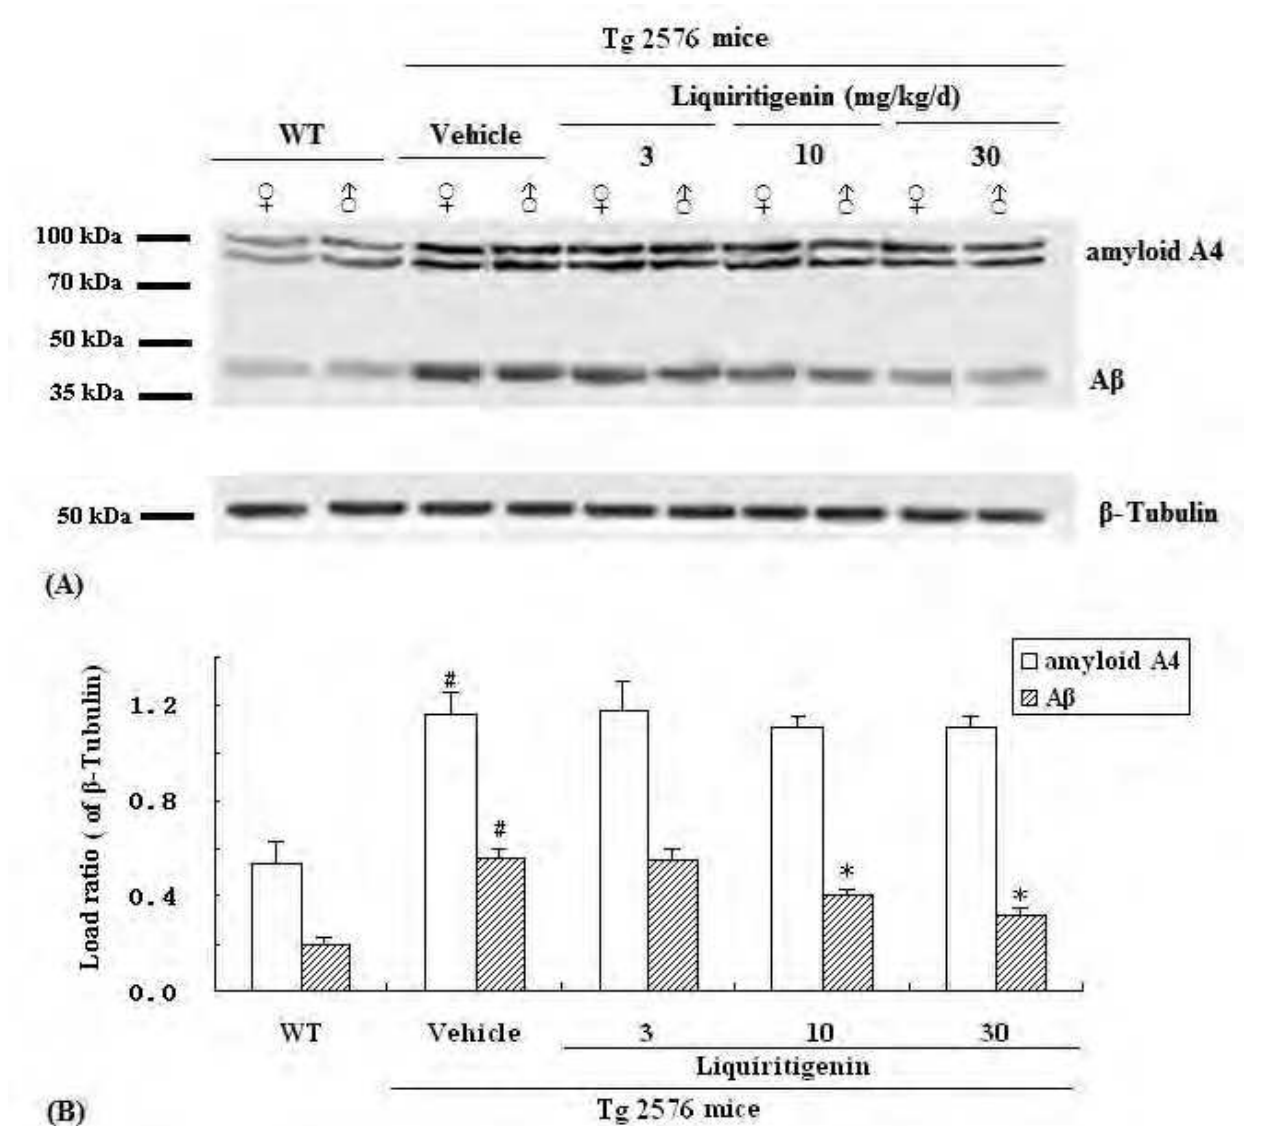 Tg 2576 mice
Liquiritigenin (mg/kg/d)
WT Vehicle 3 10 30
♀ ♂ ♀ ♂ ♀ ♂ ♀ ♂ ♀ ♂
100 kDa
amyloid A4
70 kDa
50 kDa
Aβ
35 kDa
50 kDa
β-Tubulin
(A)
amyloid A4
Aβ
#
1.2
#
0.8
*
*
0.4
0.0
Load ratio ( of β-Tubulin)
WT Vehicle 3 10 30
Liquiritigenin
Tg 2576 mice
(B)